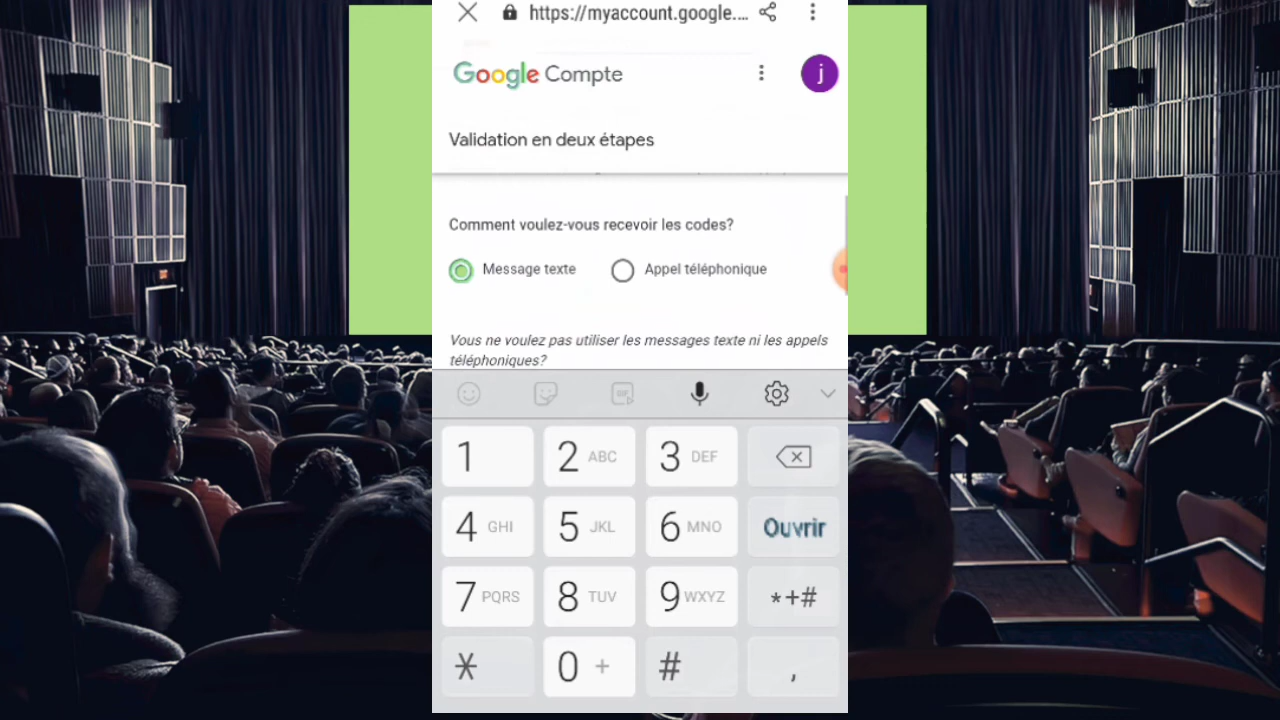 https://myaccount.google....
Google Compte
j
Validation en deux étapes
Comment voulez-vous recevoir les codes?
Message texte
Appel téléphonique
Vous ne voulez pas utiliser les messages texte ni les appels
téléphoniques?
GIF
1
2 ABC
3 DEF
4 GHI
5 JKL
6 MNO
Ouvrir
7 PQRS
8 TUV
9 WXYZ
*+#
*
0 +
#
,